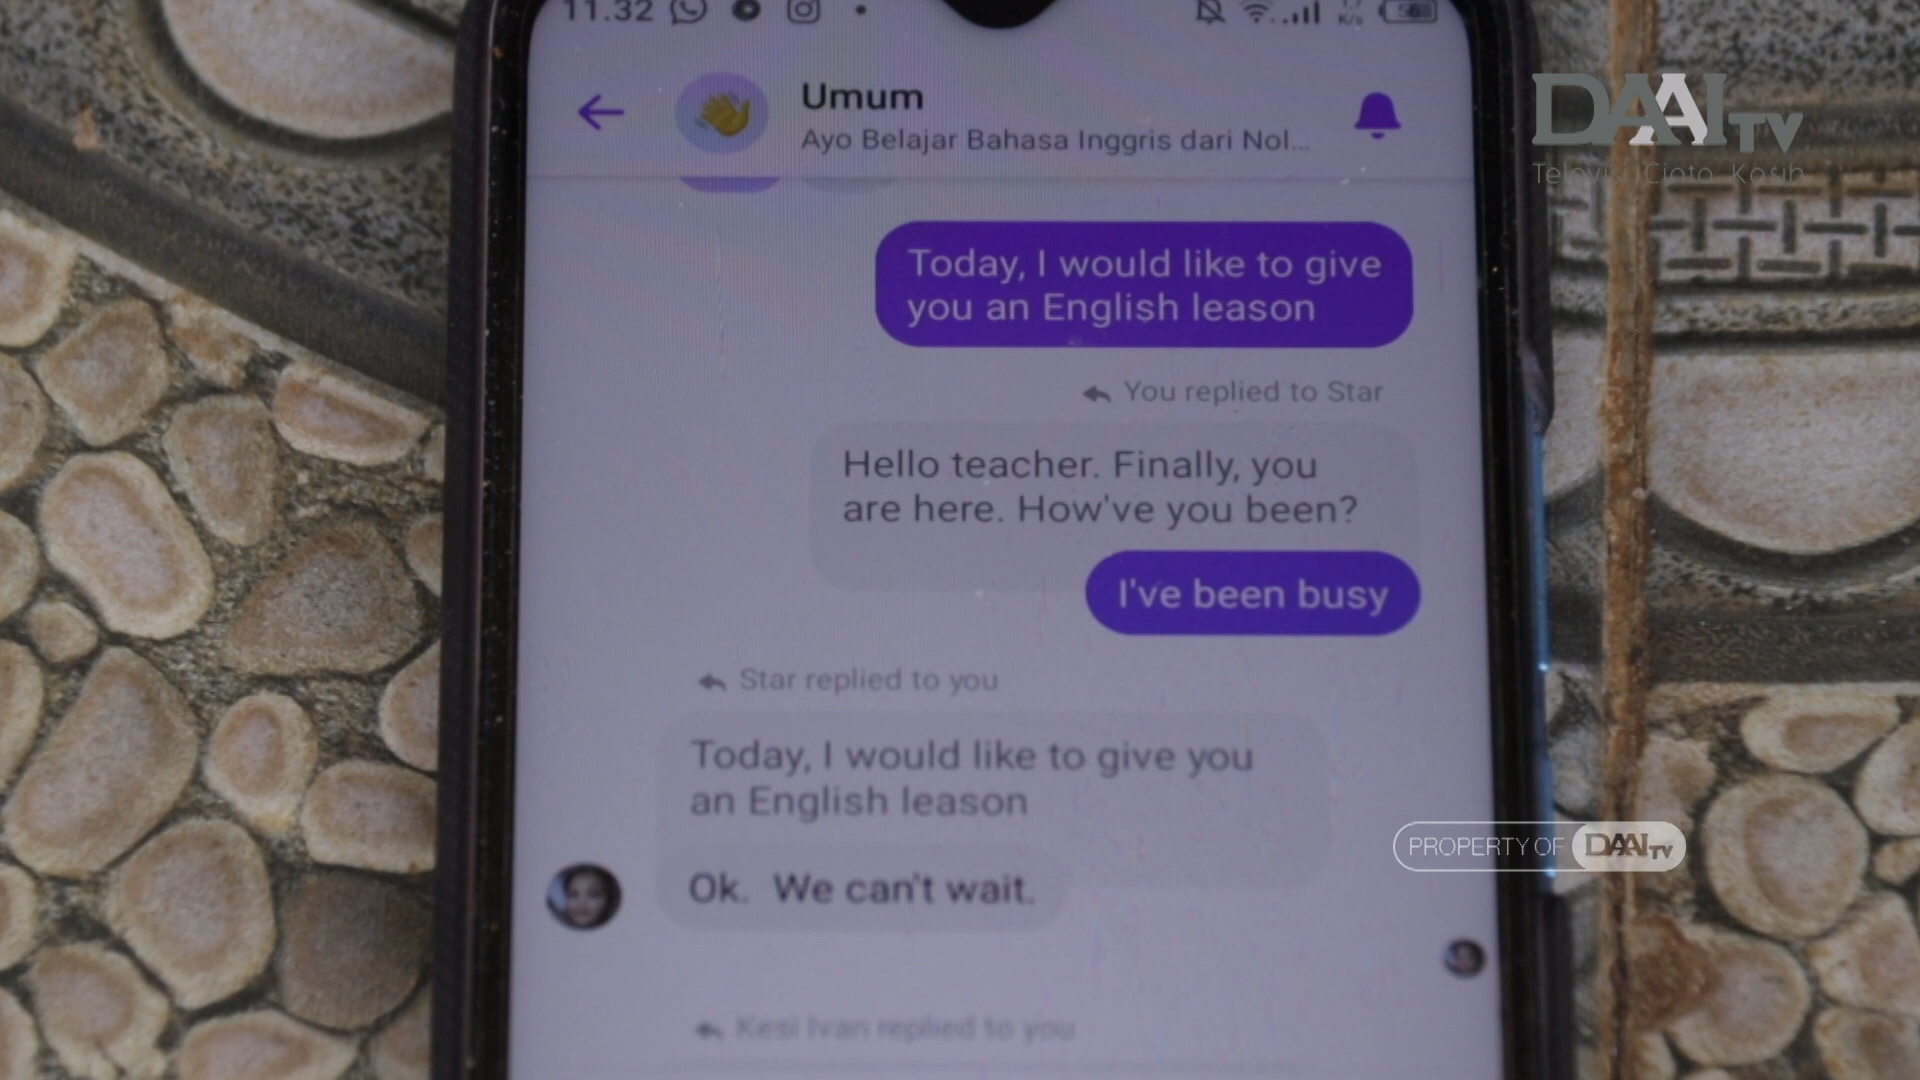 11.32
K/s
Umum
Ayo Belajar Bahasa Inggris dari Nol...
DAAI TV
Televisi Cinta Kasih
Today, I would like to give
you an English leason
You replied to Star
Hello teacher. Finally, you
are here. How've you been?
I've been busy
Star replied to you
Today, I would like to give you
an English leason
PROPERTY OF DAAI TV
Ok. We can't wait.
Kesi Ivan replied to you